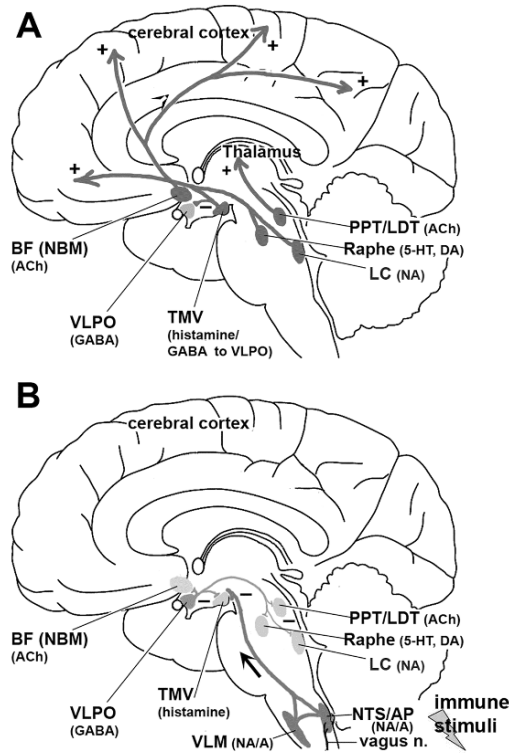 A
cerebral cortex
+
+
+
+
Thalamus
+
–
PPT/LDT (ACh)
Raphe (5-HT, DA)
LC (NA)
BF (NBM)
(ACh)
VLPO
(GABA)
TMV
(histamine/
GABA to VLPO)
B
cerebral cortex
–
–
–
PPT/LDT (ACh)
Raphe (5-HT, DA)
LC (NA)
BF (NBM)
(ACh)
VLPO
(GABA)
TMV
(histamine)
VLM (NA/A)
NTS/AP
(NA/A)
vagus n.
immune
stimuli